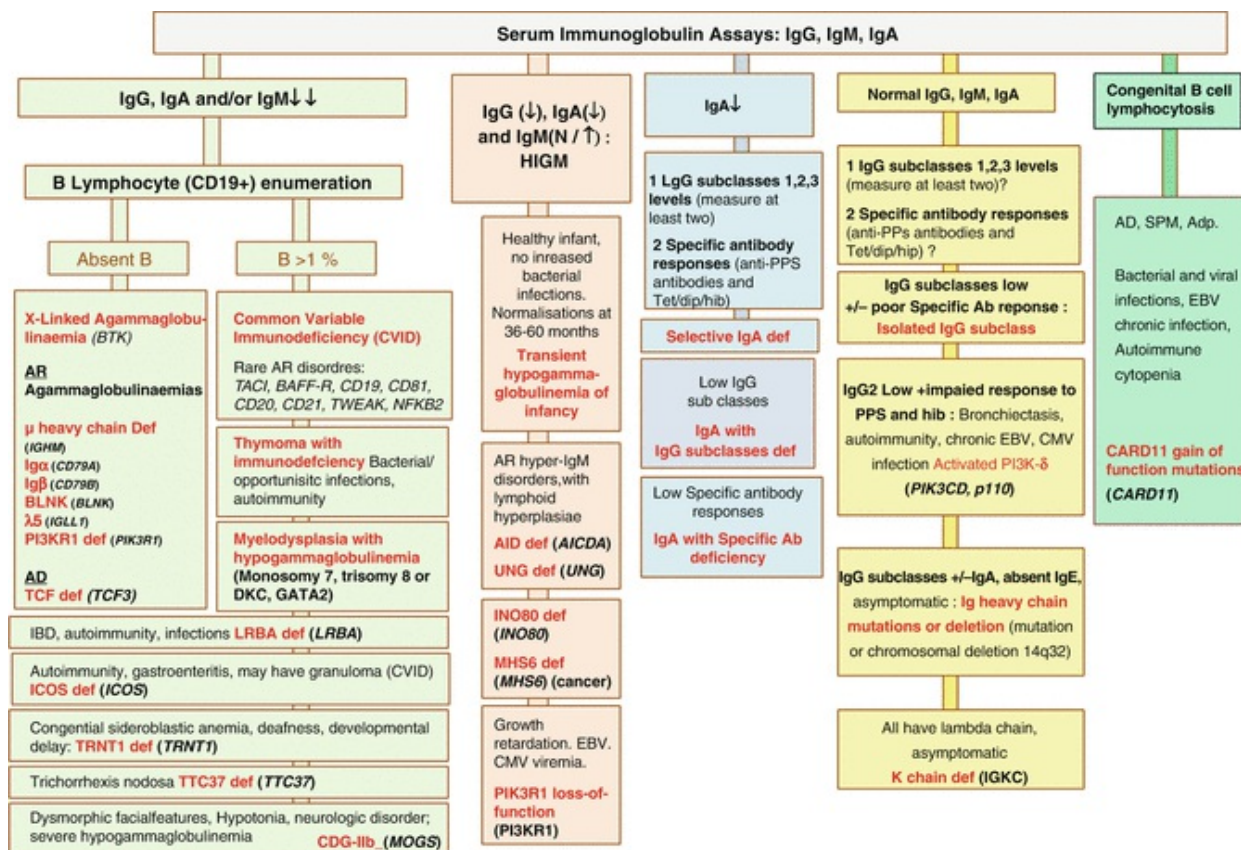 Serum Immunoglobulin Assays: IgG, IgM, IgA
IgG, IgA and/or IgM↓↓
B Lymphocyte (CD19+) enumeration
Absent B
X-Linked Agammaglobu-
linaemia (BTK)
AR
Agammaglobulinaemias
µ heavy chain Def
(IGHM)
Igα (CD79A)
Igβ (CD79B)
BLNK (BLNK)
λ5 (IGLL1)
PI3KR1 def (PIK3R1)
AD
TCF def (TCF3)
B >1 %
Common Variable
Immunodeficiency (CVID)
Rare AR disordres:
TACI, BAFF-R, CD19, CD81,
CD20, CD21, TWEAK, NFKB2
Thymoma with
immunodefciency Bacterial/
opportunisitc infections,
autoimmunity
Myelodysplasia with
hypogammaglobulinemia
(Monosomy 7, trisomy 8 or
DKC, GATA2)
IBD, autoimmunity, infections LRBA def (LRBA)
Autoimmunity, gastroenteritis, may have granuloma (CVID)
ICOS def (ICOS)
Congential sideroblastic anemia, deafness, developmental
delay: TRNT1 def (TRNT1)
Trichorrhexis nodosa TTC37 def (TTC37)
Dysmorphic facialfeatures, Hypotonia, neurologic disorder;
severe hypogammaglobulinemia CDG-IIb_(MOGS)
IgG (↓), IgA(↓)
and IgM(N / ↑) :
HIGM
Healthy infant,
no inreased
bacterial
infections.
Normalisations at
36-60 months
Transient
hypogamma-
globulinemia of
infancy
AR hyper-IgM
disorders,with
lymphoid
hyperplasiae
AID def (AICDA)
UNG def (UNG)
INO80 def
(INO80)
MHS6 def
(MHS6) (cancer)
Growth
retardation. EBV.
CMV viremia.
PIK3R1 loss-of-
function
(PI3KR1)
IgA↓
1 LgG subclasses 1,2,3
levels (measure at
least two)
2 Specific antibody
responses (anti-PPS
antibodies and
Tet/dip/hib)
Selective IgA def
Low IgG
sub classes
IgA with
IgG subclasses def
Low Specific antibody
responses
IgA with Specific Ab
deficiency
Normal IgG, IgM, IgA
1 IgG subclasses 1,2,3 levels
(measure at least two)?
2 Specific antibody responses
(anti-PPs antibodies and
Tet/dip/hip) ?
IgG subclasses low
+/– poor Specific Ab reponse :
Isolated IgG subclass
IgG2 Low +impaied response to
PPS and hib : Bronchiectasis,
autoimmunity, chronic EBV, CMV
infection Activated PI3K-δ
(PIK3CD, p110)
IgG subclasses +/–IgA, absent IgE,
asymptomatic : Ig heavy chain
mutations or deletion (mutation
or chromosomal deletion 14q32)
All have lambda chain,
asymptomatic
K chain def (IGKC)
Congenital B cell
lymphocytosis
AD, SPM, Adp.
Bacterial and viral
infections, EBV
chronic infection,
Autoimmune
cytopenia
CARD11 gain of
function mutations
(CARD11)